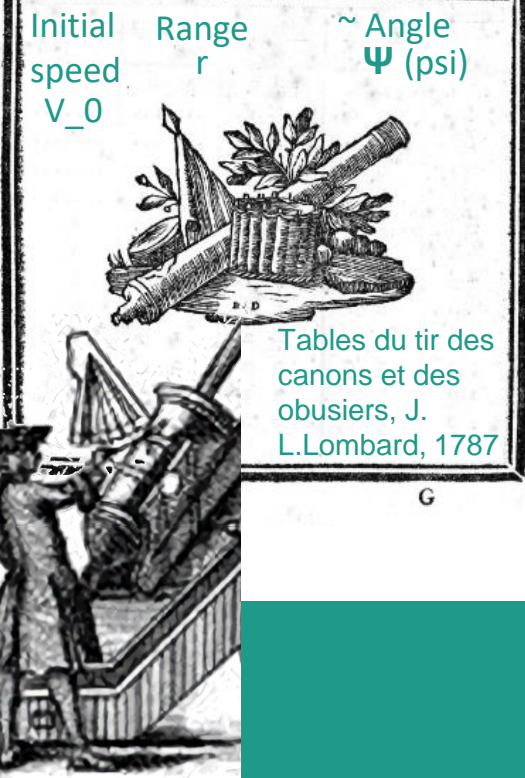 Initial
speed
V_0
Range
r
~ Angle
Ψ (psi)
Tables du tir des
canons et des
obusiers, J.
L.Lombard, 1787
G